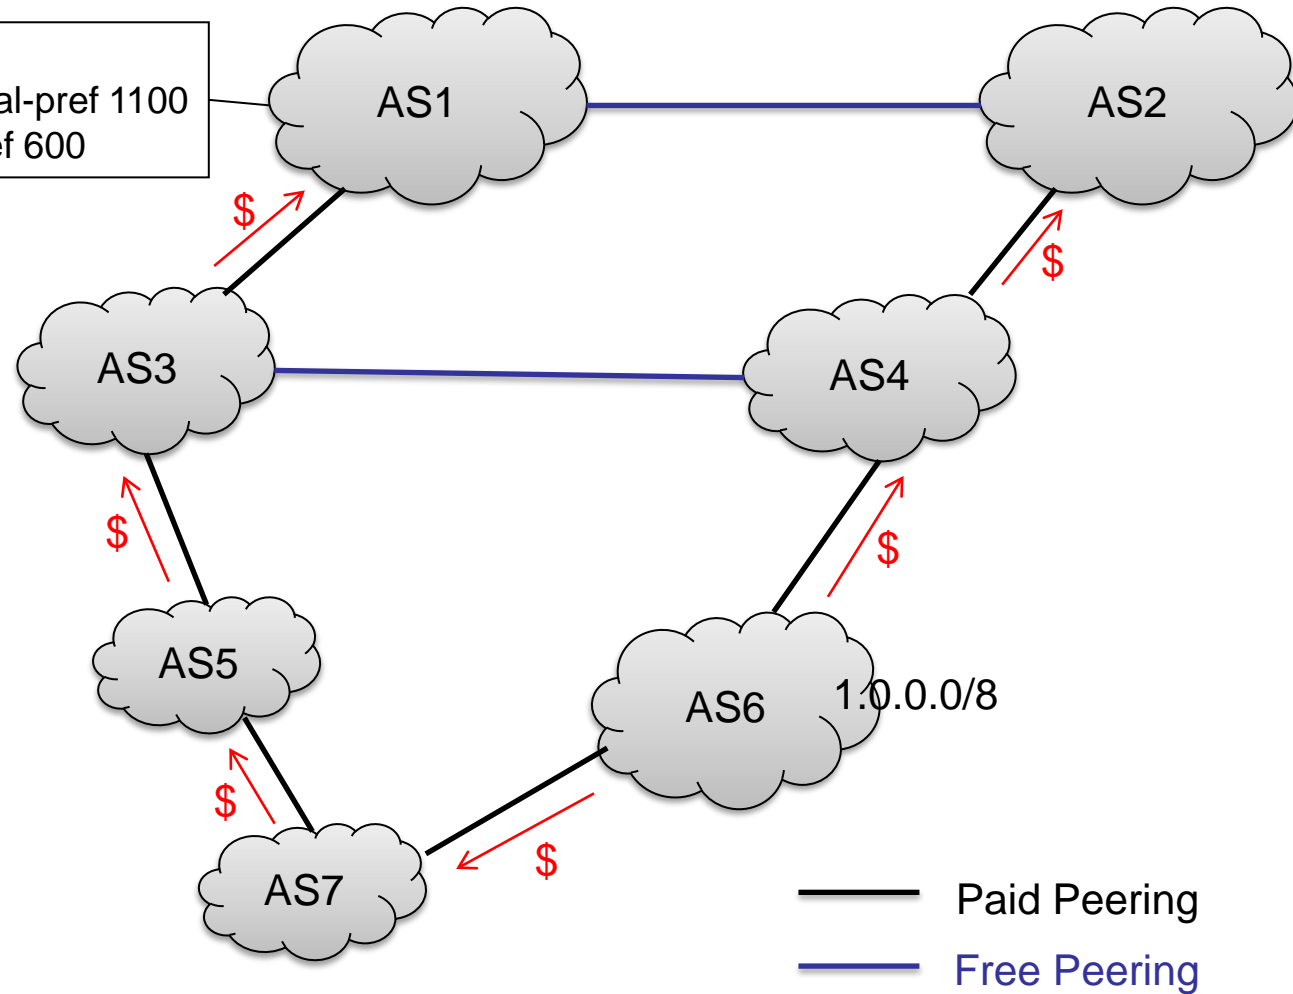 al-pref 1100
ef 600
AS1
AS2
$
$
AS3
AS4
$
$
AS5
AS6
1.0.0.0/8
$
$
AS7
Paid Peering
Free Peering